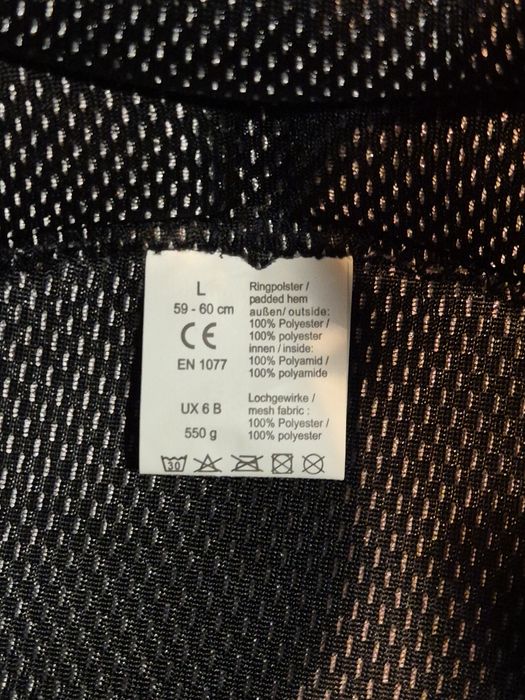 L
59 - 60 cm
CE
EN 1077
UX 6 B
550 g
Ringpolster /
padded hem
außen/ outside:
100% Polyester /
100% polyester
innen / inside:
100% Polyamid /
100% polyamide
Lochgewirke /
mesh fabric :
100% Polyester /
100% polyester
30